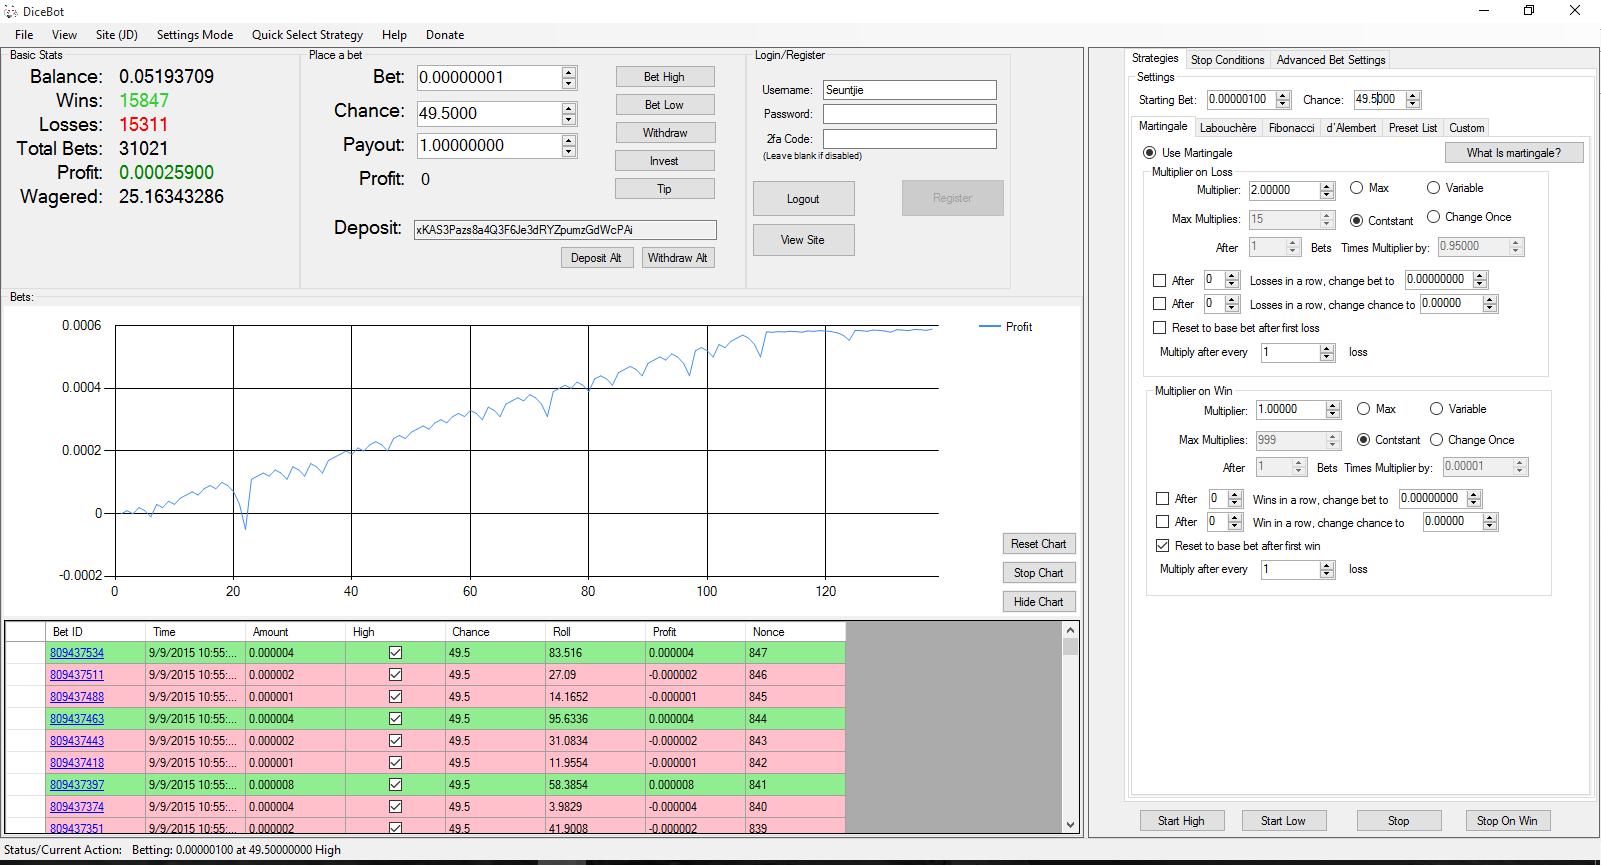 DiceBot
File View Site (JD) Settings Mode Quick Select Strategy Help Donate
Basic Stats
Balance: 0.05193709
Wins: 15847
Losses: 15311
Total Bets: 31021
Profit: 0.00025900
Wagered: 25.16343286
Place a bet
Bet: 0.00000001
Chance: 49.5000
Payout: 1.00000000
Profit: 0
Bet High
Bet Low
Withdraw
Invest
Tip
Deposit: xKAS3Pazs8a4Q3F6Je3dRYZpumzGdWcPAi
Deposit Alt Withdraw Alt
Login/Register
Username: Seuntjie
Password:
2fa Code:
(Leave blank if disabled)
Logout Register
View Site
Bets:
0.0006
0.0004
0.0002
0
-0.0002
0 20 40 60 80 100 120
Profit
Reset Chart
Stop Chart
Hide Chart
Bet ID Time Amount High Chance Roll Profit Nonce
809437534 9/9/2015 10:55:... 0.000004 49.5 83.516 0.000004 847
809437511 9/9/2015 10:55:... 0.000002 49.5 27.09 -0.000002 846
809437488 9/9/2015 10:55:... 0.000001 49.5 14.1652 -0.000001 845
809437463 9/9/2015 10:55:... 0.000004 49.5 95.6336 0.000004 844
809437443 9/9/2015 10:55:... 0.000002 49.5 31.0834 -0.000002 843
809437418 9/9/2015 10:55:... 0.000001 49.5 11.9554 -0.000001 842
809437397 9/9/2015 10:55:... 0.000008 49.5 58.3854 0.000008 841
809437374 9/9/2015 10:55:... 0.000004 49.5 3.9829 -0.000004 840
809437351 9/9/2015 10:55:... 0.000002 49.5 41.9008 -0.000002 839
Strategies Stop Conditions Advanced Bet Settings
Settings
Starting Bet: 0.00000100 Chance: 49.5000
Martingale Labouchère Fibonacci d'Alembert Preset List Custom
Use Martingale What Is martingale?
Multiplier on Loss
Multiplier: 2.00000 Max Variable
Max Multiplies: 15 Contstant Change Once
After 1 Bets Times Multiplier by: 0.95000
After 0 Losses in a row, change bet to 0.00000000
After 0 Losses in a row, change chance to 0.00000
Reset to base bet after first loss
Multiply after every 1 loss
Multiplier on Win
Multiplier: 1.00000 Max Variable
Max Multiplies: 999 Contstant Change Once
After 1 Bets Times Multiplier by: 0.00001
After 0 Wins in a row, change bet to 0.00000000
After 0 Win in a row, change chance to 0.00000
Reset to base bet after first win
Multiply after every 1 loss
Start High Start Low Stop Stop On Win
Status/Current Action: Betting: 0.00000100 at 49.50000000 High